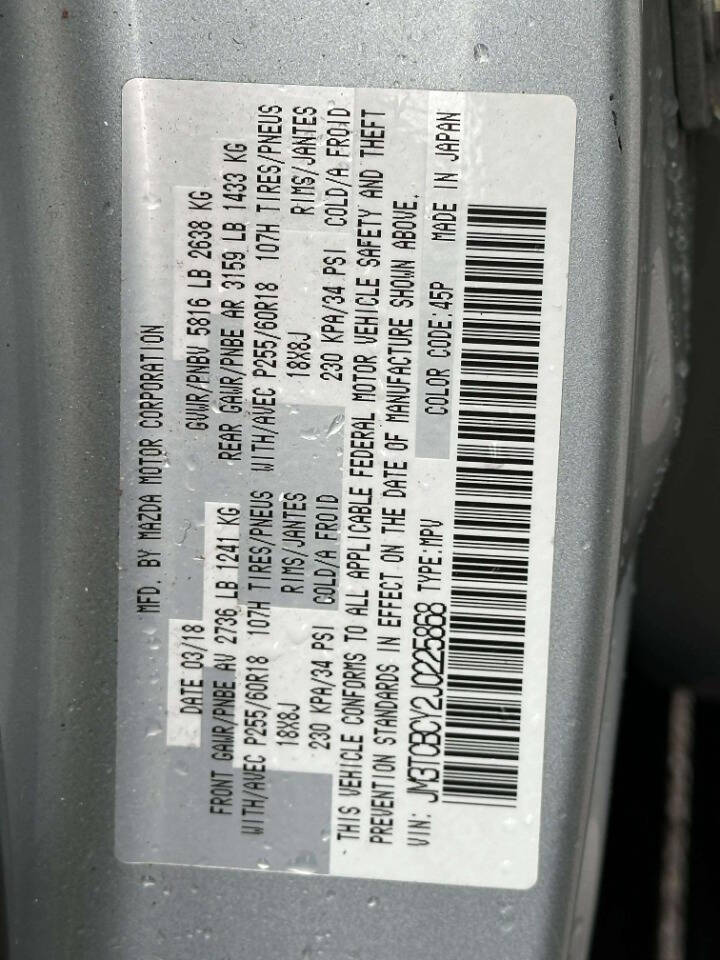 MFD. BY MAZDA MOTOR CORPORATION
DATE 03/18 GVWR/PNBV 5816 LB 2638 KG
FRONT GAWR/PNBE AV 2736 LB 1241 KG REAR GAWR/PNBE AR 3159 LB 1433 KG
WITH/AVEC P255/60R18 107H TIRES/PNEUS WITH/AVEC P255/60R18 107H TIRES/PNEUS
18X8J RIMS/JANTES 18X8J RIMS/JANTES
230 KPA/34 PSI COLD/A FROID 230 KPA/34 PSI COLD/A FROID
THIS VEHICLE CONFORMS TO ALL APPLICABLE FEDERAL MOTOR VEHICLE SAFETY AND THEFT
PREVENTION STANDARDS IN EFFECT ON THE DATE OF MANUFACTURE SHOWN ABOVE.
VIN: JM3TCBCY2J0225868 TYPE:MPV COLOR CODE:45P MADE IN JAPAN